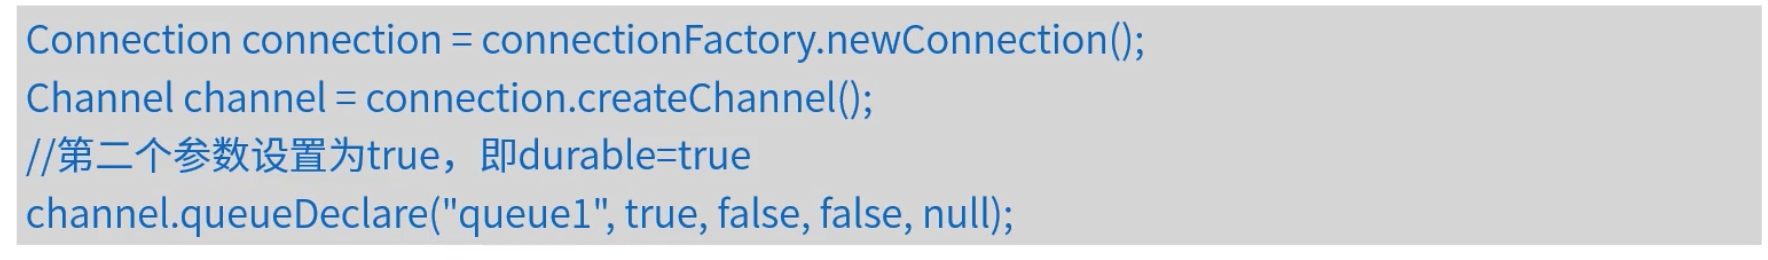 Connection connection = connectionFactory.newConnection();
Channel channel = connection.createChannel();
//第二个参数设置为true，即durable=true
channel.queueDeclare("queue1", true, false, false, null);